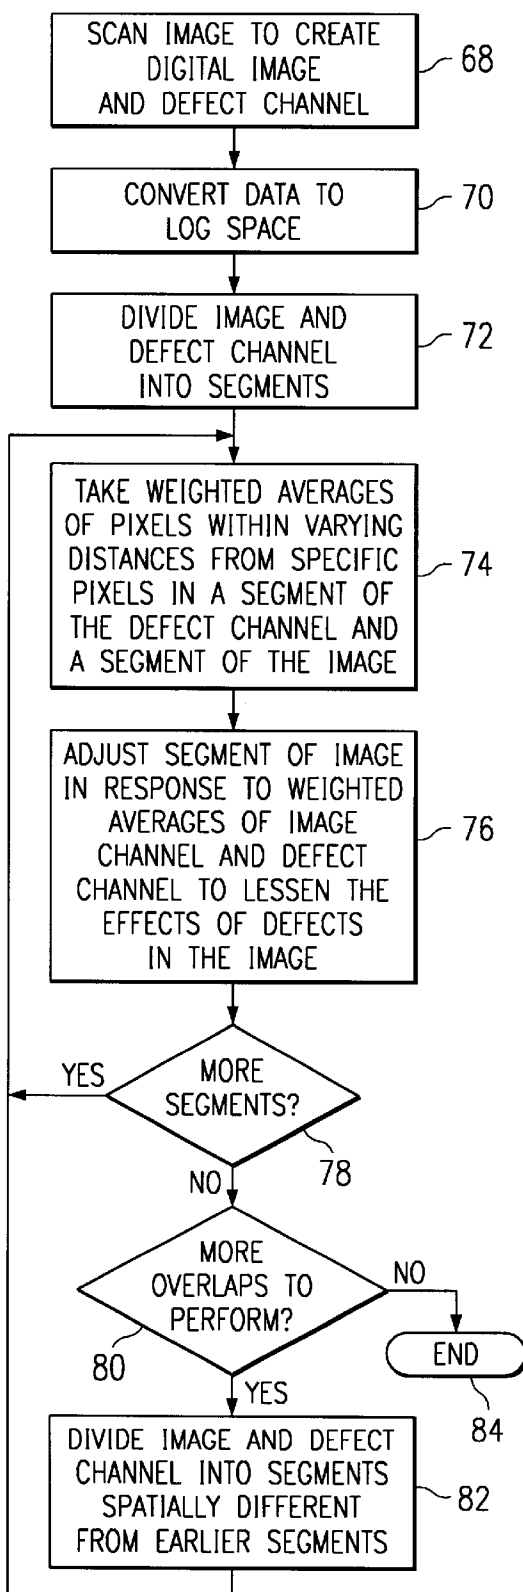 SCAN IMAGE TO CREATE
DIGITAL IMAGE
AND DEFECT CHANNEL
68
CONVERT DATA TO
LOG SPACE
70
DIVIDE IMAGE AND
DEFECT CHANNEL
INTO SEGMENTS
72
TAKE WEIGHTED AVERAGES
OF PIXELS WITHIN VARYING
DISTANCES FROM SPECIFIC
PIXELS IN A SEGMENT OF
THE DEFECT CHANNEL AND
A SEGMENT OF THE IMAGE
74
ADJUST SEGMENT OF IMAGE
IN RESPONSE TO WEIGHTED
AVERAGES OF IMAGE
CHANNEL AND DEFECT
CHANNEL TO LESSEN THE
EFFECTS OF DEFECTS
IN THE IMAGE
76
YES
MORE
SEGMENTS?
78
NO
MORE
OVERLAPS TO
PERFORM?
80
NO
END
84
YES
DIVIDE IMAGE AND DEFECT
CHANNEL INTO SEGMENTS
SPATIALLY DIFFERENT
FROM EARLIER SEGMENTS
82